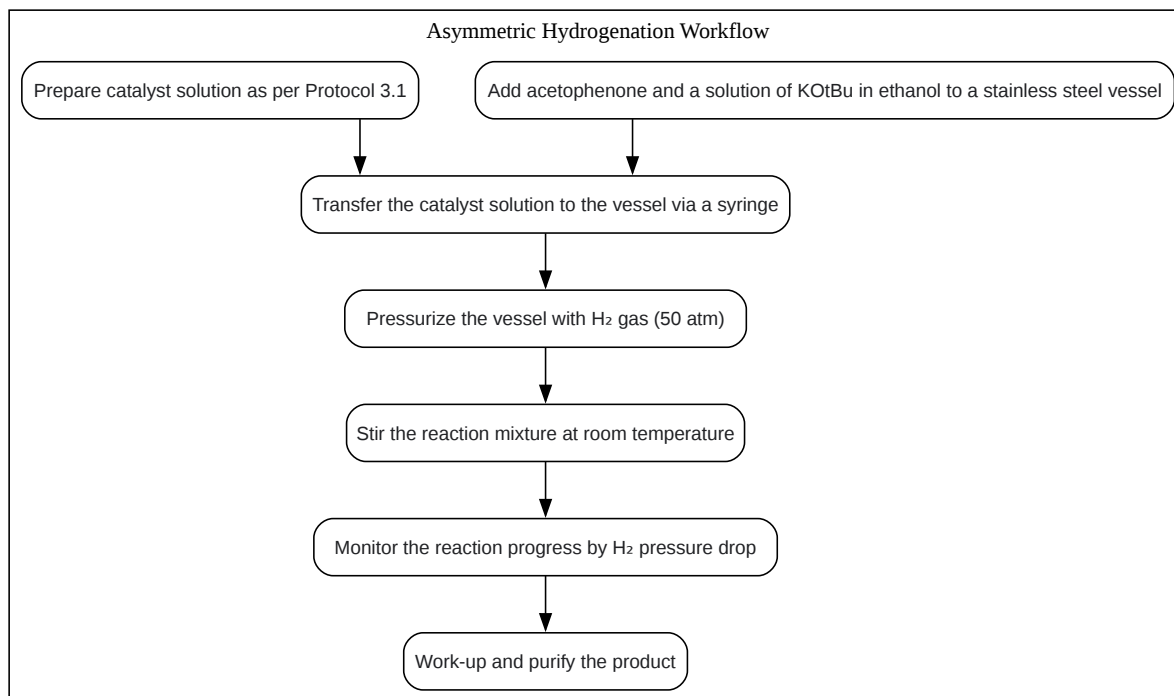 Asymmetric Hydrogenation Workflow
Prepare catalyst solution as per Protocol 3.1
Add acetophenone and a solution of KOtBu in ethanol to a stainless steel vessel
Transfer the catalyst solution to the vessel via a syringe
Pressurize the vessel with H₂ gas (50 atm)
Stir the reaction mixture at room temperature
Monitor the reaction progress by H₂ pressure drop
Work-up and purify the product